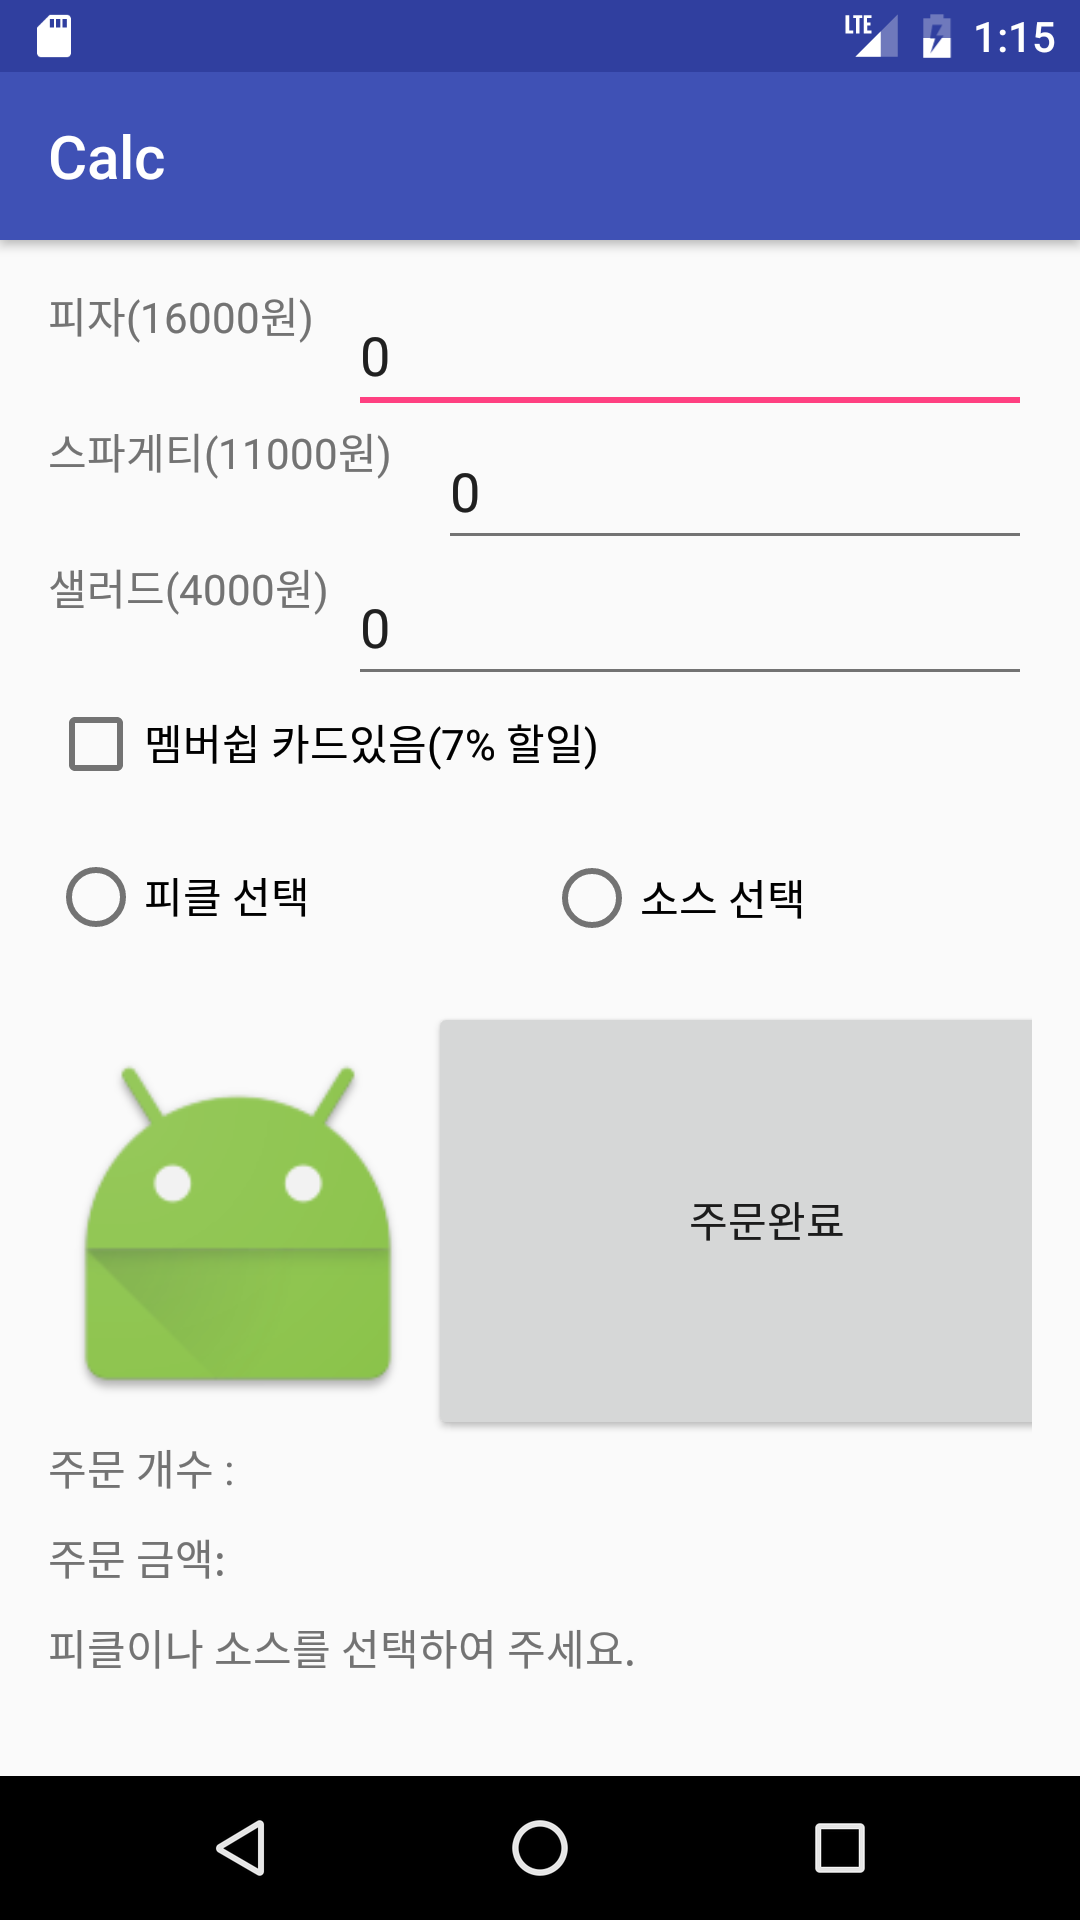 LTE 1:15
Calc
피자(16000원)
0
스파게티(11000원)
0
샐러드(4000원)
0
멤버쉽 카드있음(7% 할일)
피클 선택 소스 선택
주문완료
주문 개수 :
주문 금액:
피클이나 소스를 선택하여 주세요.